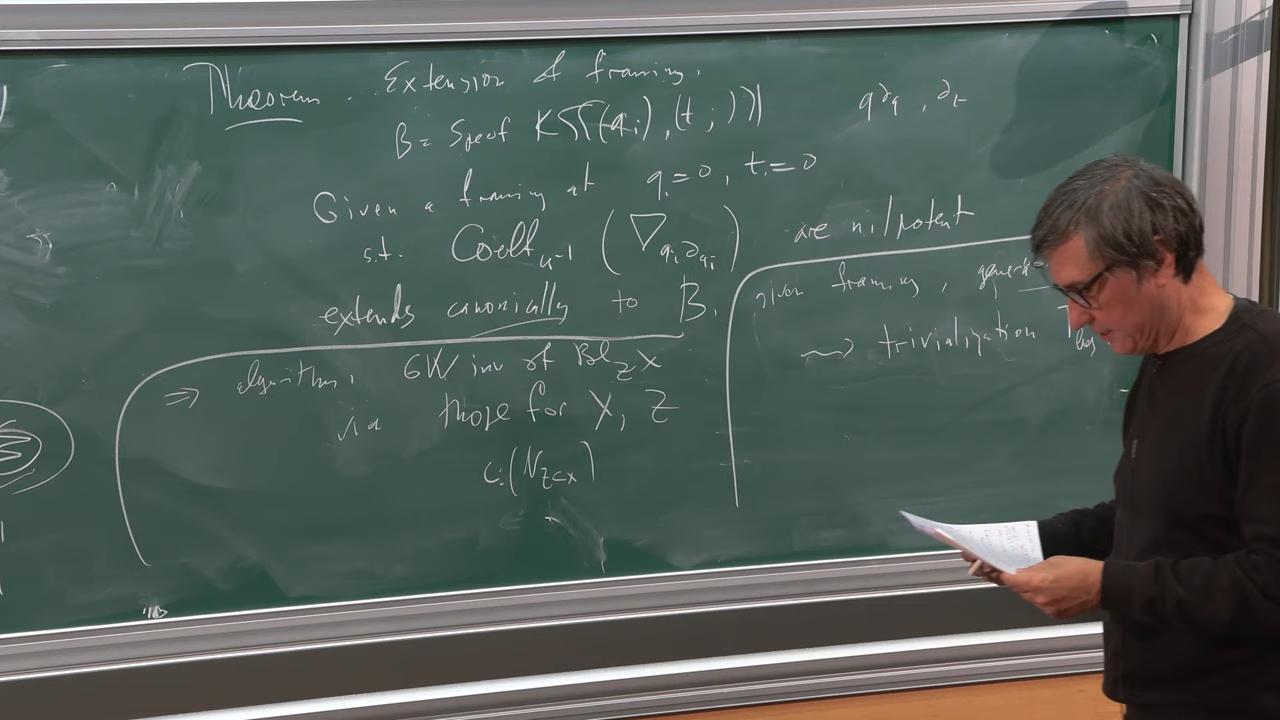 Theorem. Extension of framing.
B = Spec of K[[(q_i), (t_j)]] q∂_q, ∂_t
Given a framing at q_i=0, t_i=0
s.t. Coeff_{u^-1} (∇_{q_i∂_{q_i}}) are nilpotent
extends canonically to B.
⇒ algorithm. GW inv of Bl_Z X
via those for X, Z
c_i(N_{Z⊂X})
given framing,
⇝ trivialization